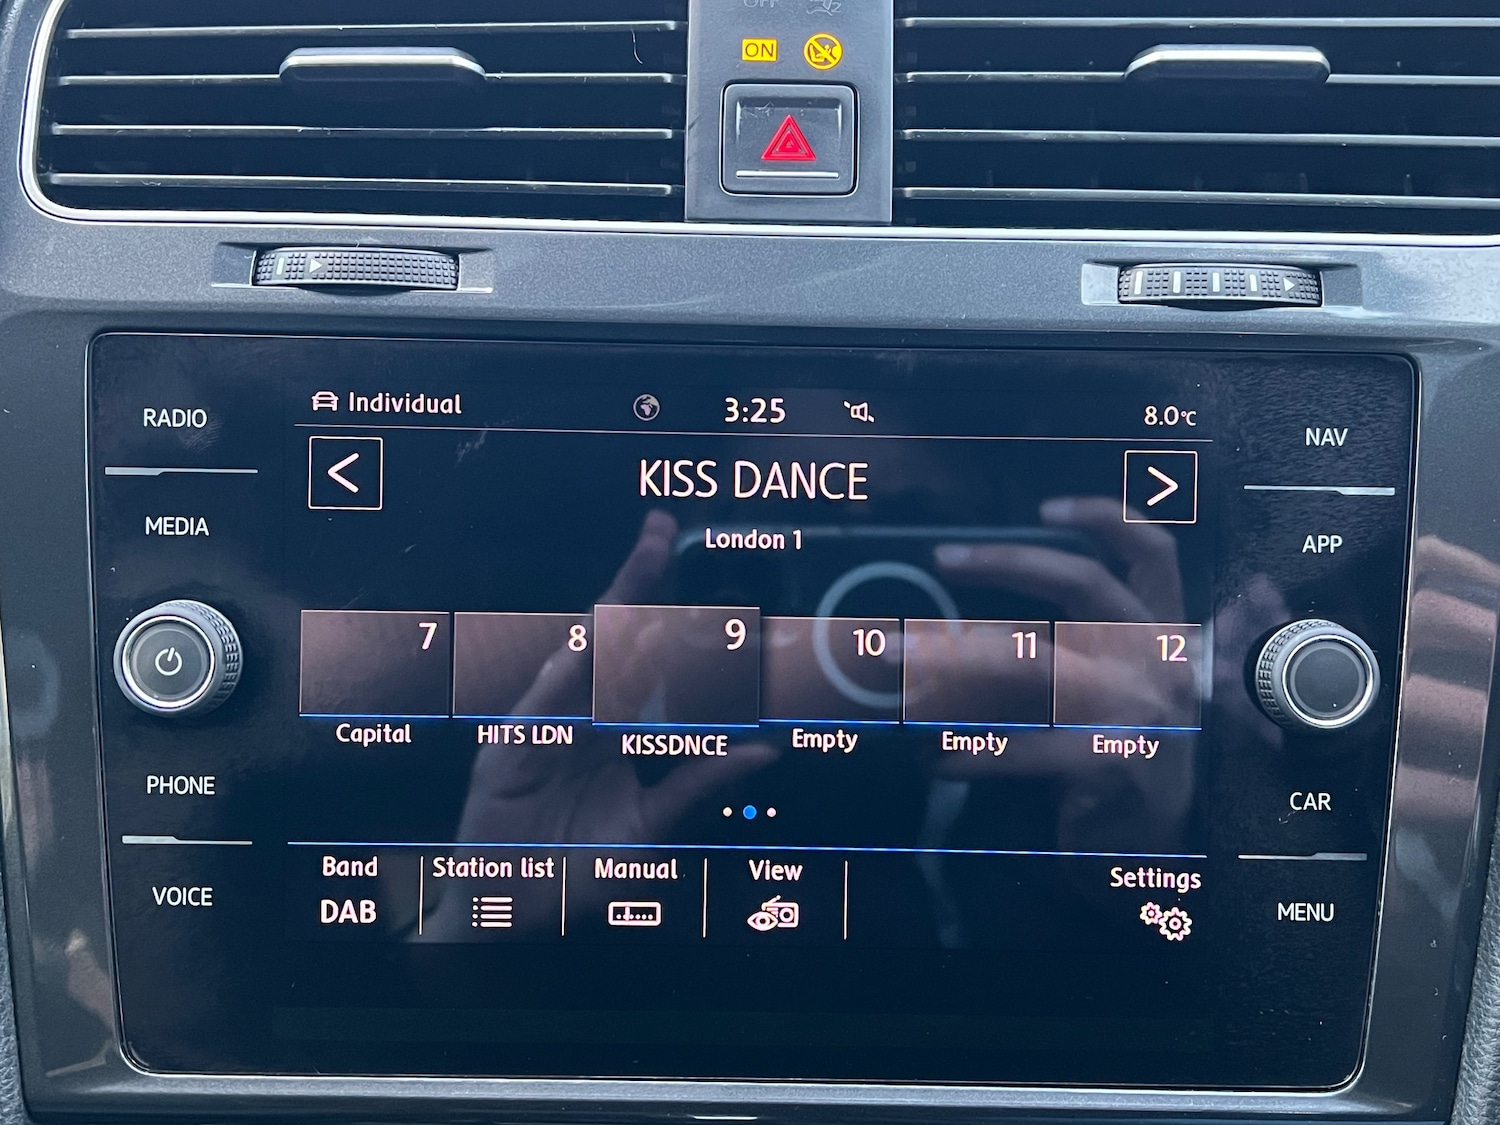 OFF
ON
RADIO
MEDIA
PHONE
VOICE
Individual
3:25
8.0°C
<
KISS DANCE
>
London 1
7 8 9 10 11 12
Capital HITS LDN KISSDNCE Empty Empty Empty
Band Station list Manual View Settings
DAB
NAV
APP
CAR
MENU